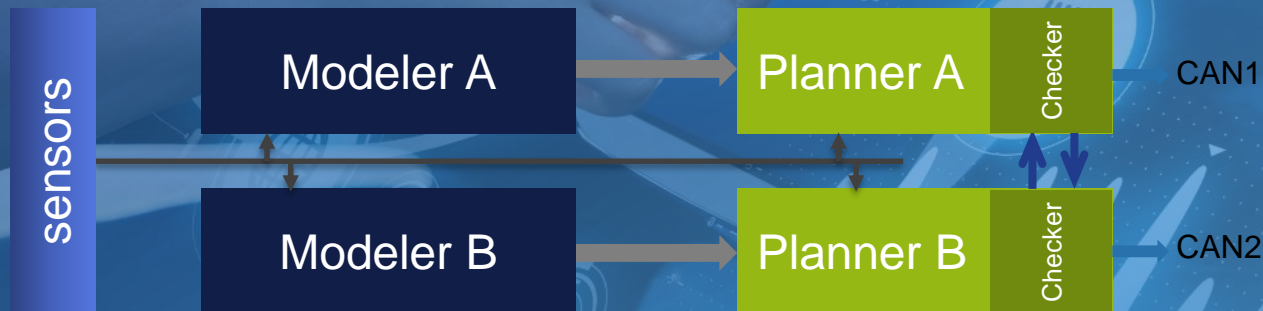 sensors
Modeler A
Planner A
Checker
CAN1
Modeler B
Planner B
Checker
CAN2